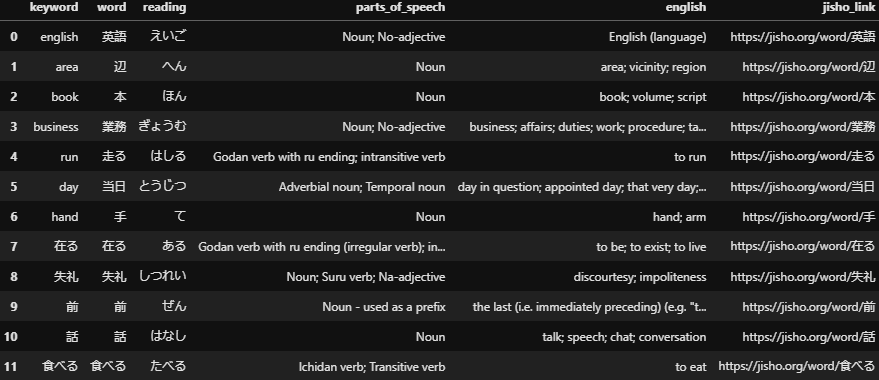 keyword word reading parts_of_speech english jisho_link
0 english 英語 えいご Noun; No-adjective English (language) https://jisho.org/word/英語
1 area 辺 へん Noun area; vicinity; region https://jisho.org/word/辺
2 book 本 ほん Noun book; volume; script https://jisho.org/word/本
3 business 業務 ぎょうむ Noun; No-adjective business; affairs; duties; work; procedure; ta... https://jisho.org/word/業務
4 run 走る はしる Godan verb with ru ending; intransitive verb to run https://jisho.org/word/走る
5 day 当日 とうじつ Adverbial noun; Temporal noun day in question; appointed day; that very day;... https://jisho.org/word/当日
6 hand 手 て Noun hand; arm https://jisho.org/word/手
7 在る 在る ある Godan verb with ru ending (irregular verb); in... to be; to exist; to live https://jisho.org/word/在る
8 失礼 失礼 しつれい Noun; Suru verb; Na-adjective discourtesy; impoliteness https://jisho.org/word/失礼
9 前 前 ぜん Noun - used as a prefix the last (i.e. immediately preceding) (e.g. "t... https://jisho.org/word/前
10 話 話 はなし Noun talk; speech; chat; conversation https://jisho.org/word/話
11 食べる 食べる たべる Ichidan verb; Transitive verb to eat https://jisho.org/word/食べる